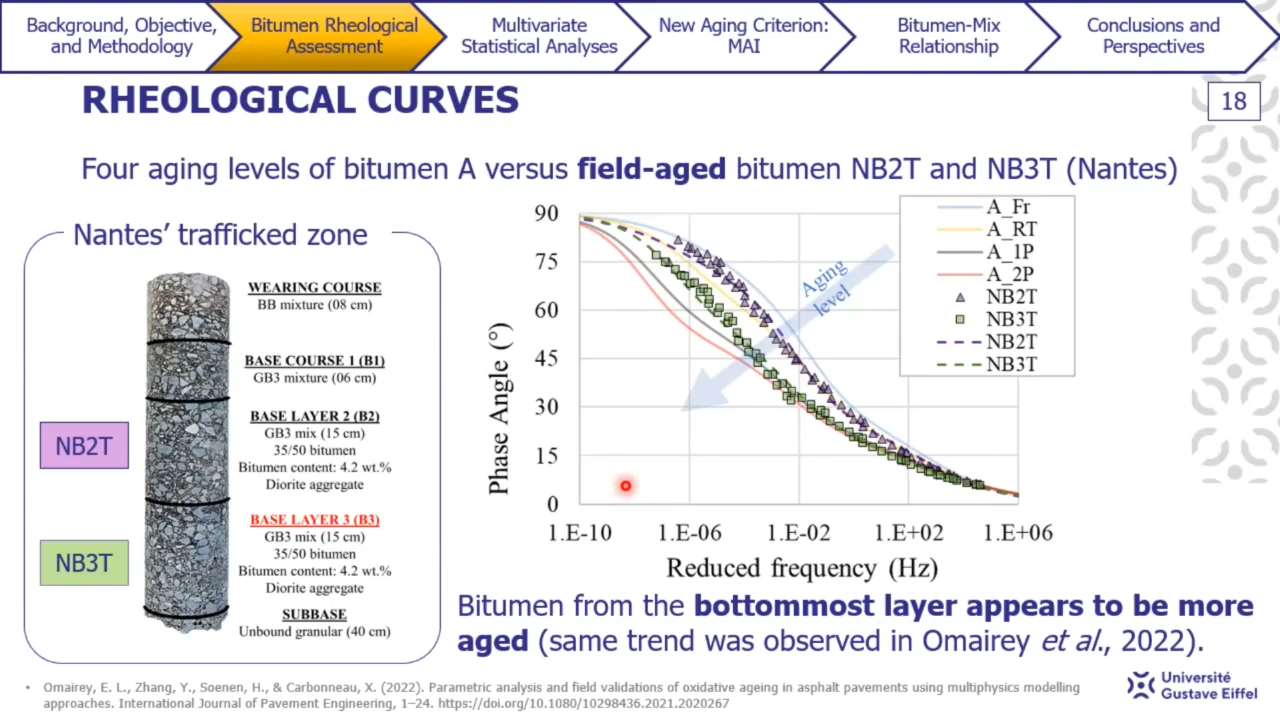 Background, Objective,
and Methodology
Bitumen Rheological
Assessment
Multivariate
Statistical Analyses
New Aging Criterion:
MAI
Bitumen-Mix
Relationship
Conclusions and
Perspectives
RHEOLOGICAL CURVES
18
Four aging levels of bitumen A versus field-aged bitumen NB2T and NB3T (Nantes)
Nantes’ trafficked zone
WEARING COURSE
BB mixture (08 cm)
BASE COURSE 1 (B1)
GB3 mixture (06 cm)
BASE LAYER 2 (B2)
GB3 mix (15 cm)
35/50 bitumen
Bitumen content: 4.2 wt.%
Diorite aggregate
NB2T
BASE LAYER 3 (B3)
GB3 mix (15 cm)
35/50 bitumen
Bitumen content: 4.2 wt.%
Diorite aggregate
NB3T
SUBBASE
Unbound granular (40 cm)
Phase Angle (°)
90
75
60
45
30
15
0
1.E-10
1.E-06
1.E-02
1.E+02
1.E+06
Reduced frequency (Hz)
Aging
level
A_Fr
A_RT
A_1P
A_2P
NB2T
NB3T
NB2T
NB3T
Bitumen from the bottommost layer appears to be more
aged (same trend was observed in Omairey et al., 2022).
• Omairey, E. L., Zhang, Y., Soenen, H., & Carbonneau, X. (2022). Parametric analysis and field validations of oxidative ageing in asphalt pavements using multiphysics modelling
approaches. International Journal of Pavement Engineering, 1–24. https://doi.org/10.1080/10298436.2021.2020267
Université
Gustave Eiffel